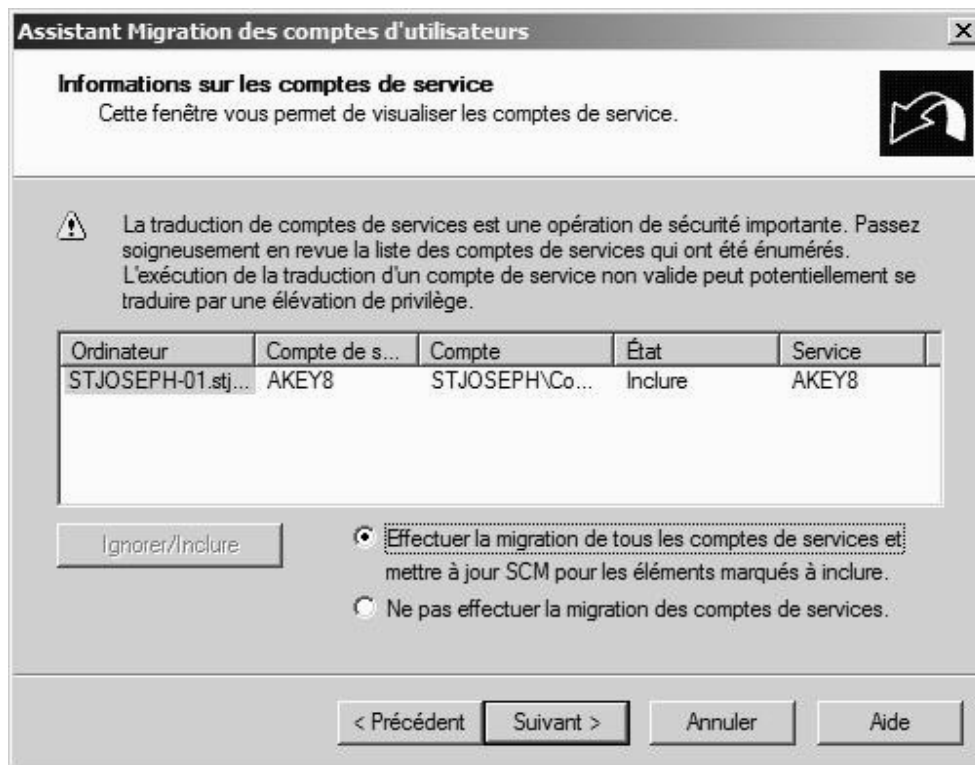 Assistant Migration des comptes d'utilisateurs
Informations sur les comptes de service
Cette fenêtre vous permet de visualiser les comptes de service.
La traduction de comptes de services est une opération de sécurité importante. Passez
soigneusement en revue la liste des comptes de services qui ont été énumérés.
L'exécution de la traduction d'un compte de service non valide peut potentiellement se
traduire par une élévation de privilège.
Ordinateur Compte de s... Compte État Service
STJOSEPH-01.stj... AKEY8 STJOSEPH\Co... Inclure AKEY8
Ignorer/Inclure
Effectuer la migration de tous les comptes de services et
mettre à jour SCM pour les éléments marqués à inclure.
Ne pas effectuer la migration des comptes de services.
< Précédent Suivant > Annuler Aide